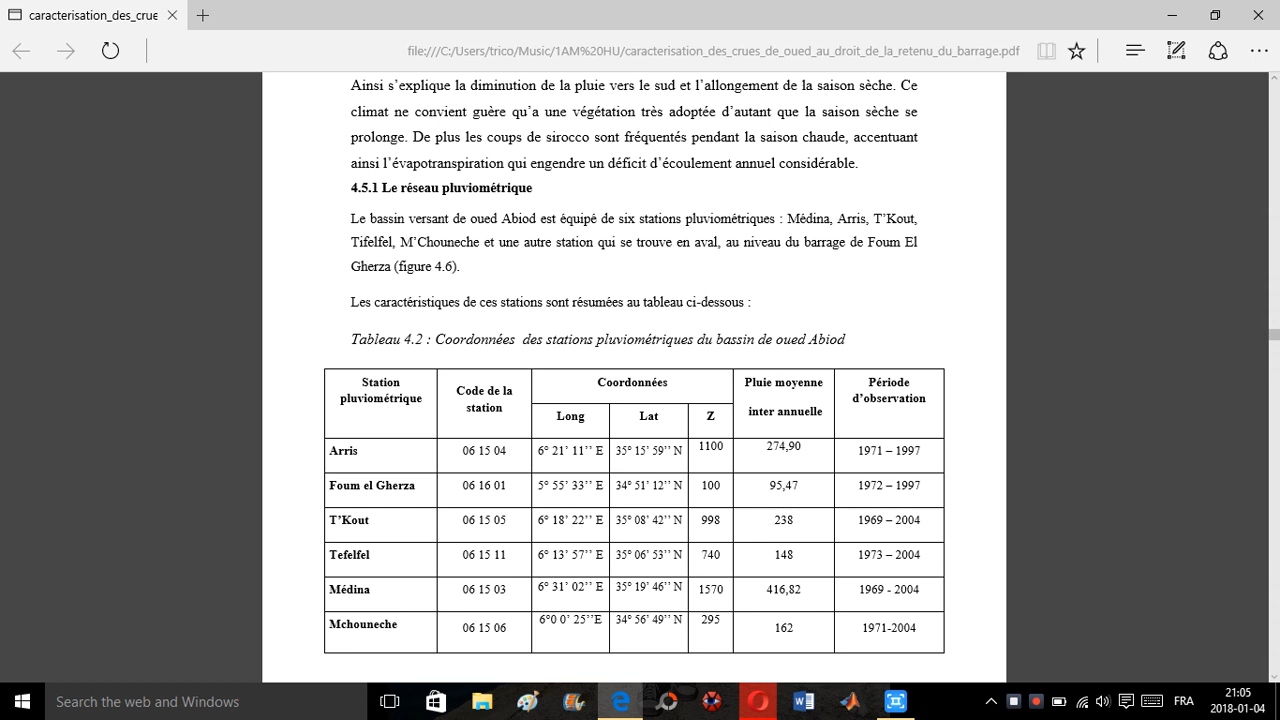 caracterisation_des_crue
file:///C:/Users/trico/Music/1AM%20HU/caracterisation_des_crues_de_oued_au_droit_de_la_retenu_du_barrage.pdf
Ainsi s’explique la diminution de la pluie vers le sud et l’allongement de la saison sèche. Ce
climat ne convient guère qu’a une végétation très adoptée d’autant que la saison sèche se
prolonge. De plus les coups de sirocco sont fréquentés pendant la saison chaude, accentuant
ainsi l’évapotranspiration qui engendre un déficit d’écoulement annuel considérable.
4.5.1 Le réseau pluviométrique
Le bassin versant de oued Abiod est équipé de six stations pluviométriques : Médina, Arris, T’Kout,
Tifelfel, M’Chouneche et une autre station qui se trouve en aval, au niveau du barrage de Foum El
Gherza (figure 4.6).
Les caractéristiques de ces stations sont résumées au tableau ci-dessous :
Tableau 4.2 : Coordonnées des stations pluviométriques du bassin de oued Abiod
Station pluviométrique Code de la station Coordonnées Pluie moyenne inter annuelle Période d’observation
Long Lat Z
Arris 06 15 04 6° 21’ 11’’ E 35° 15’ 59’’ N 1100 274,90 1971 – 1997
Foum el Gherza 06 16 01 5° 55’ 33’’ E 34° 51’ 12’’ N 100 95,47 1972 – 1997
T’Kout 06 15 05 6° 18’ 22’’ E 35° 08’ 42’’ N 998 238 1969 – 2004
Tefelfel 06 15 11 6° 13’ 57’’ E 35° 06’ 53’’ N 740 148 1973 – 2004
Médina 06 15 03 6° 31’ 02’’ E 35° 19’ 46’’ N 1570 416,82 1969 - 2004
Mchouneche 06 15 06 6°0 0’ 25’’E 34° 56’ 49’’ N 295 162 1971-2004
Search the web and Windows
FRA
21:05
2018-01-04